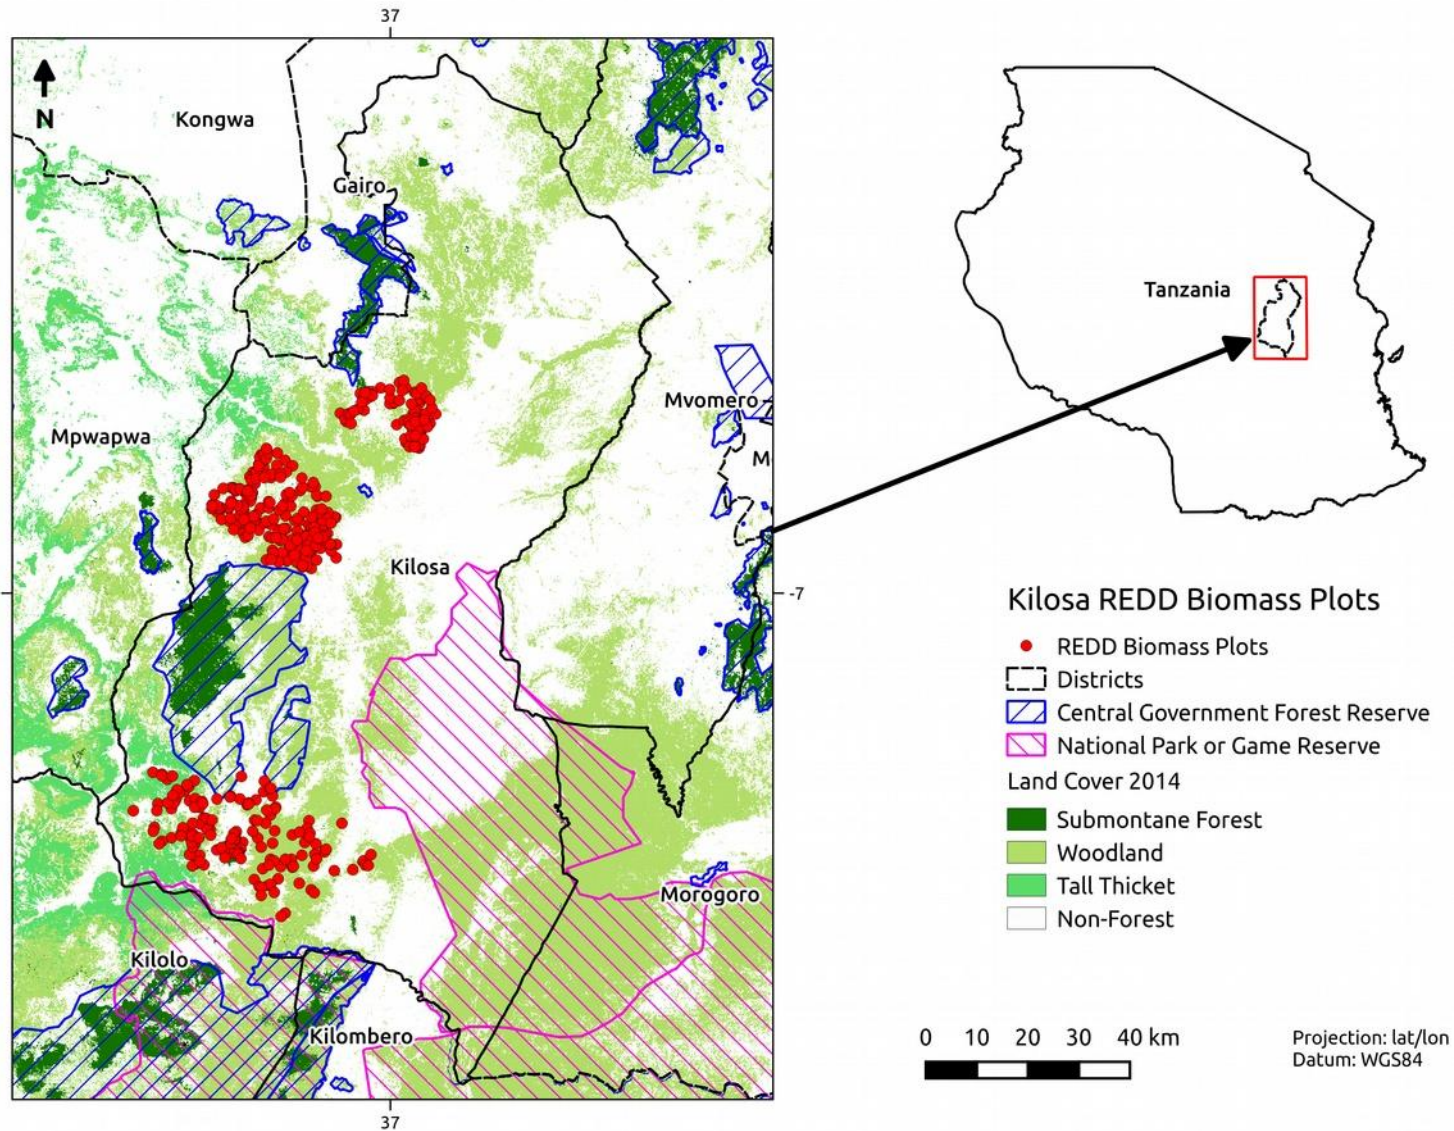 37
N
Kongwa
Gairo
Tanzania
Mvomero
Mpwapwa
M
Kilosa
-7
Kilosa REDD Biomass Plots
REDD Biomass Plots
Districts
Central Government Forest Reserve
National Park or Game Reserve
Land Cover 2014
Submontane Forest
Woodland
Tall Thicket
Non-Forest
Morogoro
Kilolo
Kilombero
0 10 20 30 40 km
Projection: lat/lon
Datum: WGS84
37